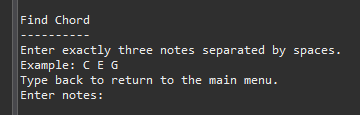 Find Chord
----------
Enter exactly three notes separated by spaces.
Example: C E G
Type back to return to the main menu.
Enter notes: